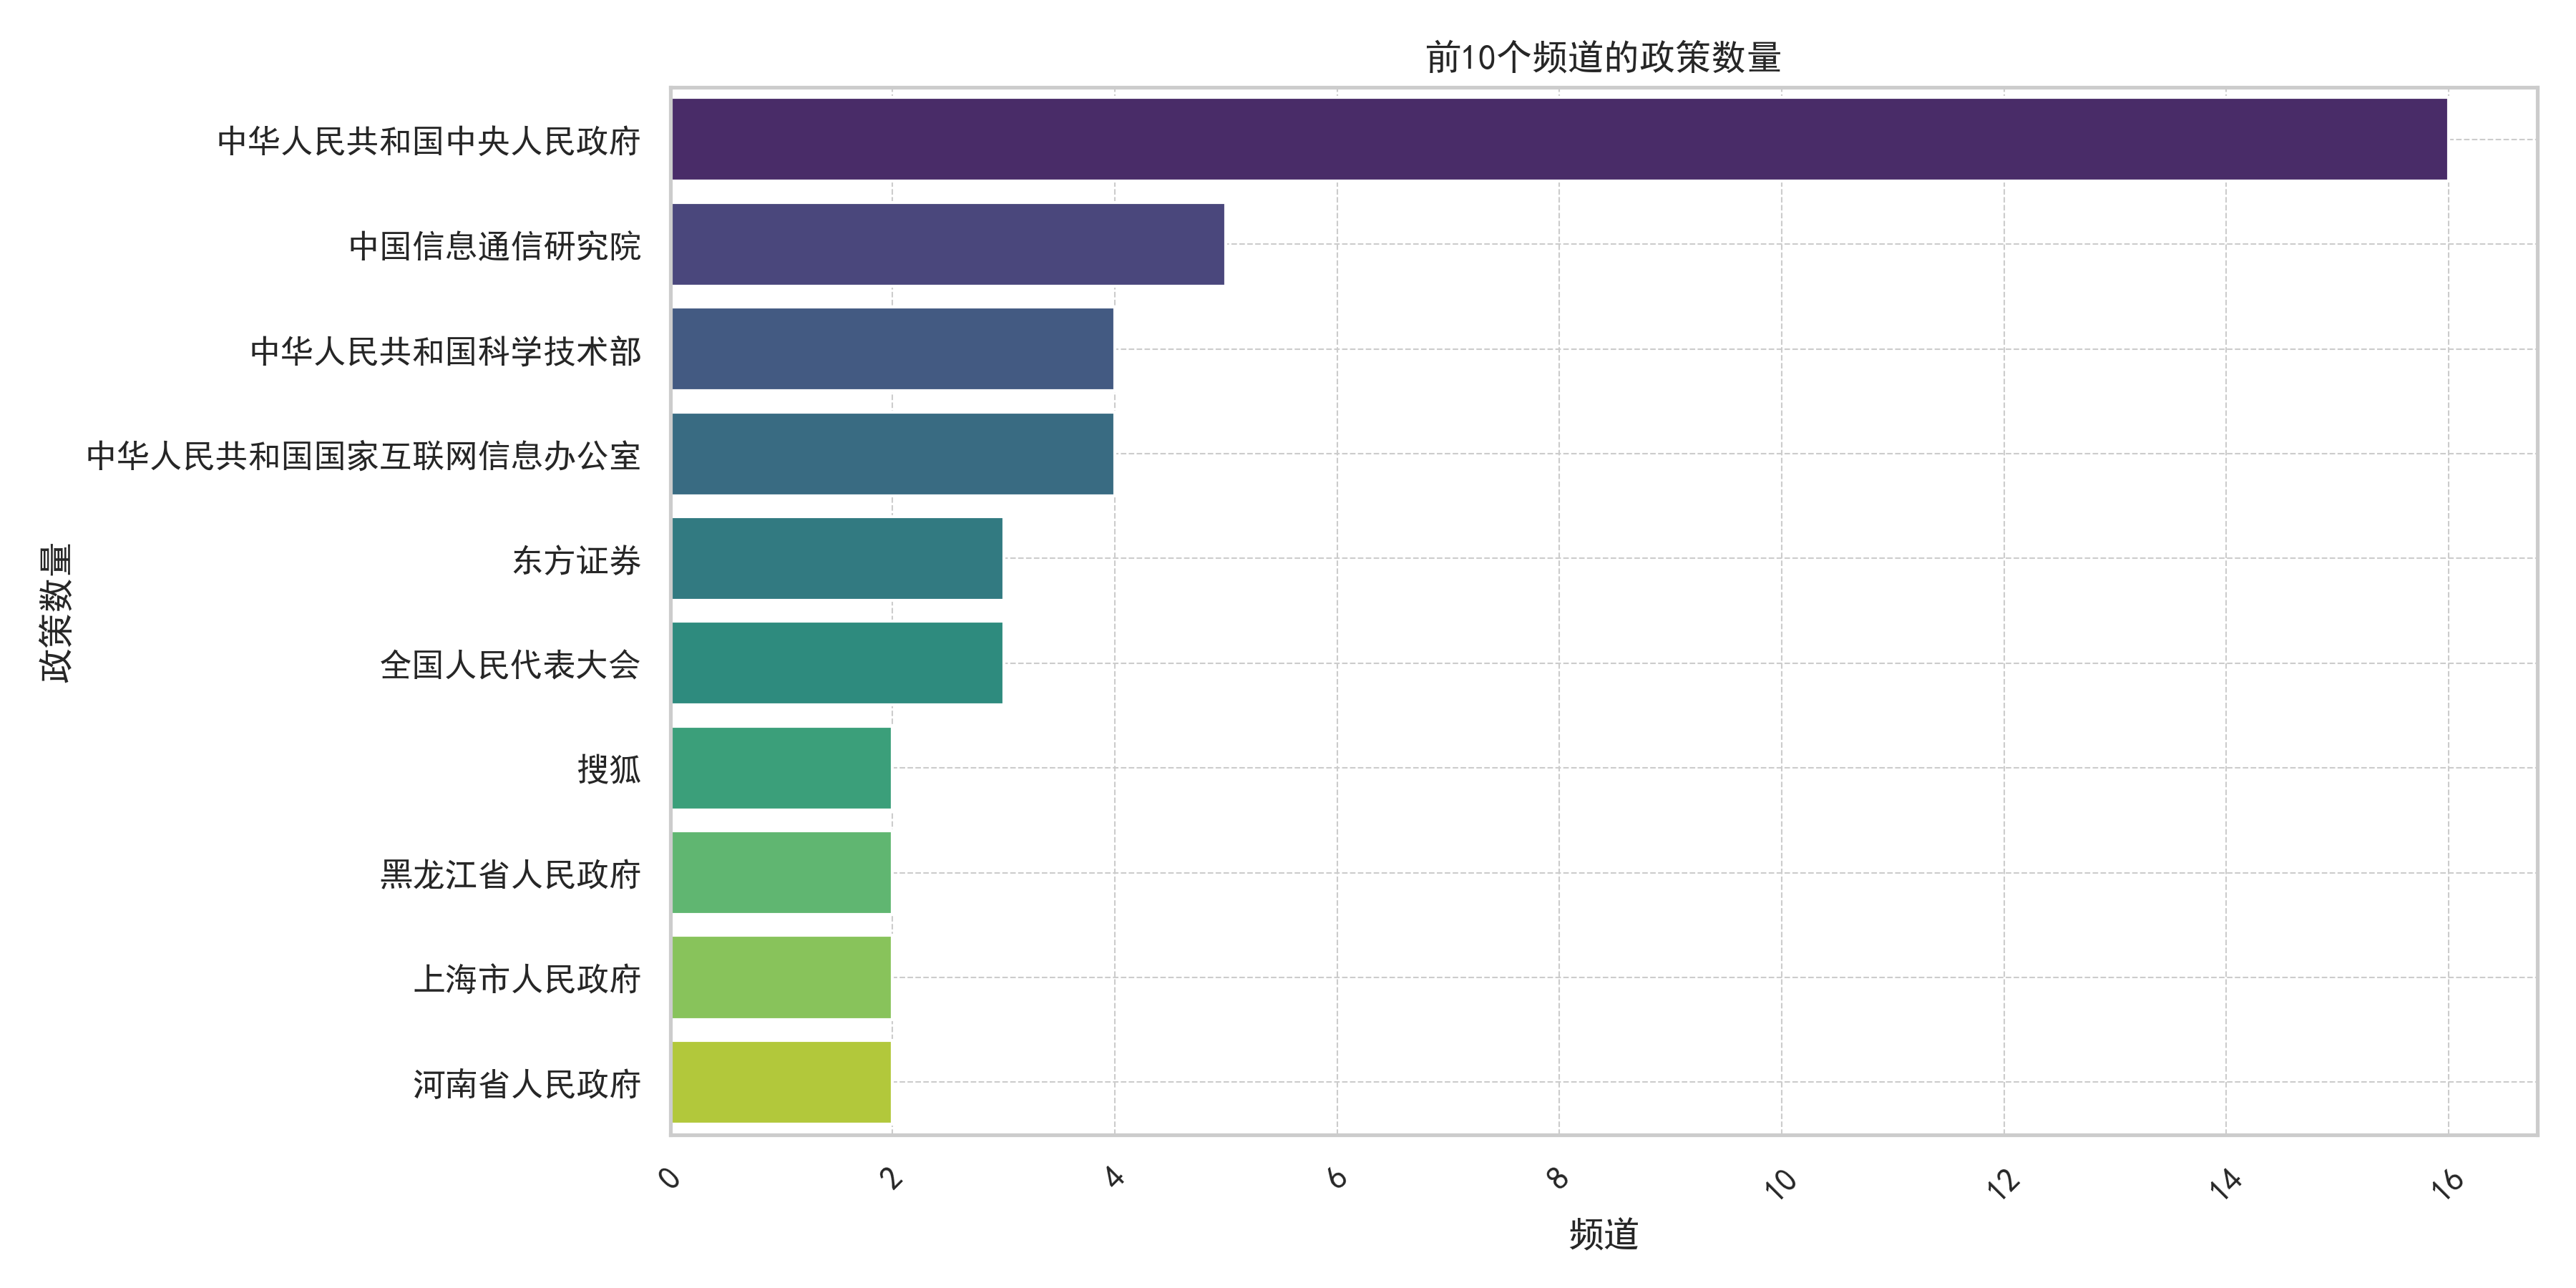 前10个频道的政策数量
中华人民共和国中央人民政府
中国信息通信研究院
中华人民共和国科学技术部
中华人民共和国国家互联网信息办公室
东方证券
全国人民代表大会
搜狐
黑龙江省人民政府
上海市人民政府
河南省人民政府
政策数量
0 2 4 6 8 10 12 14 16
频道